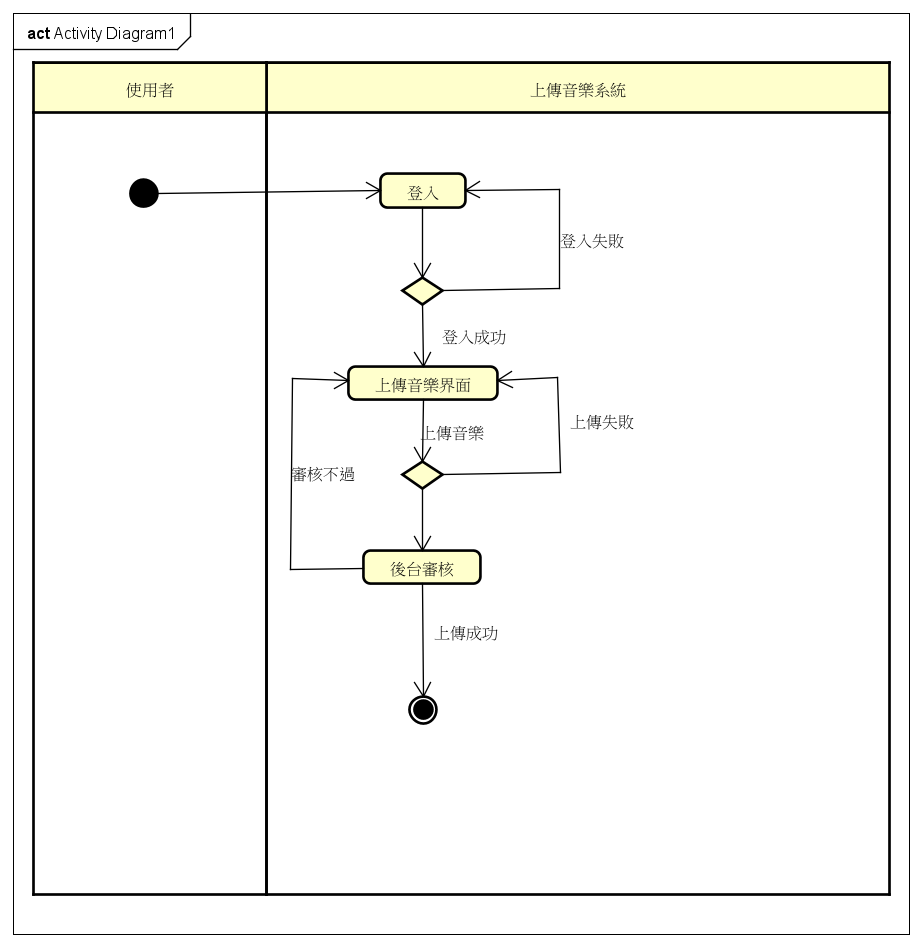 act Activity Diagram1
使用者
上傳音樂系統
登入
登入失敗
登入成功
上傳音樂界面
上傳失敗
上傳音樂
審核不過
後台審核
上傳成功